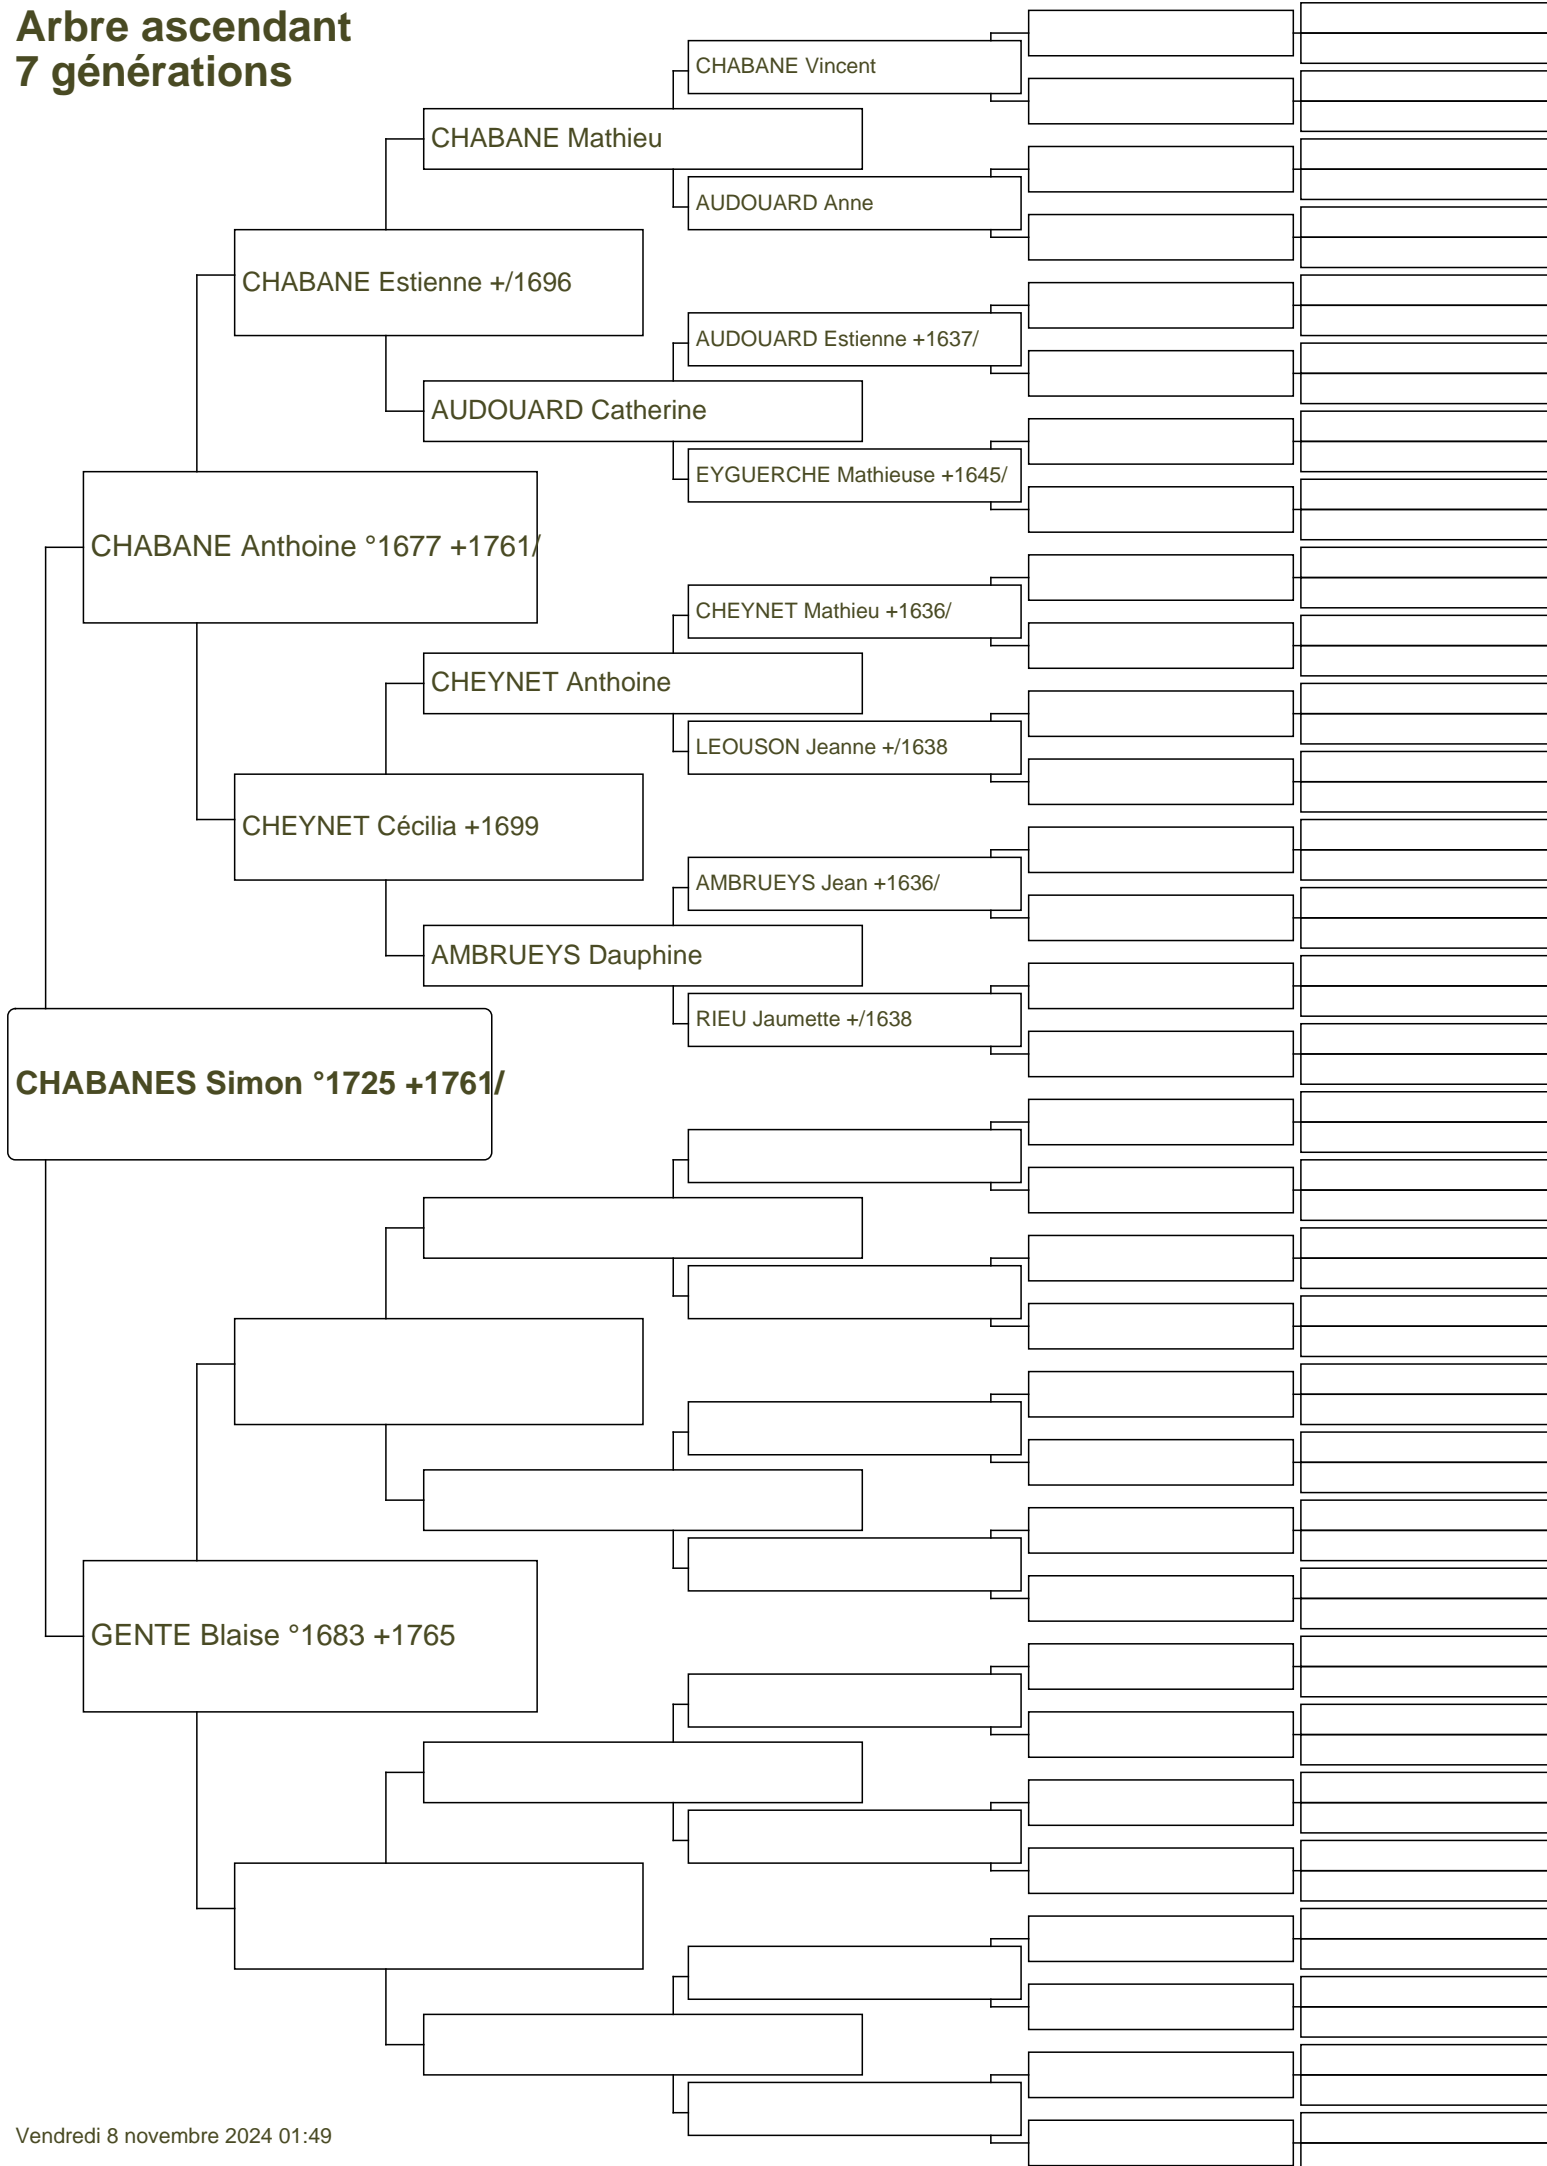 Arbre ascendant
7 générations
CHABANE Vincent
CHABANE Mathieu
AUDOUARD Anne
CHABANE Estienne +/1696
AUDOUARD Estienne +1637/
AUDOUARD Catherine
EYGUERCHE Mathieuse +1645/
CHABANE Anthoine °1677 +1761/
CHEYNET Mathieu +1636/
CHEYNET Anthoine
LEOUSON Jeanne +/1638
CHEYNET Cécilia +1699
AMBRUEYS Jean +1636/
AMBRUEYS Dauphine
RIEU Jaumette +/1638
CHABANES Simon °1725 +1761/
GENTE Blaise °1683 +1765
Vendredi 8 novembre 2024 01:49